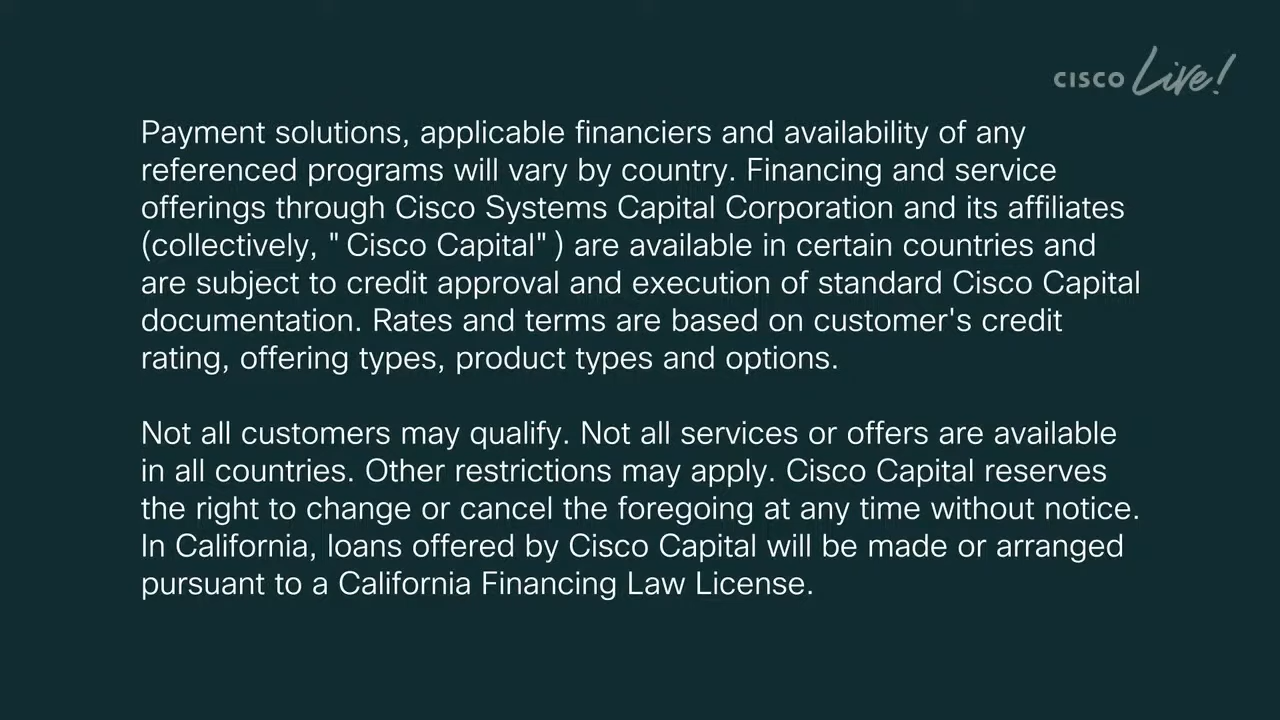 CISCO Live!
Payment solutions, applicable financiers and availability of any
referenced programs will vary by country. Financing and service
offerings through Cisco Systems Capital Corporation and its affiliates
(collectively, "Cisco Capital") are available in certain countries and
are subject to credit approval and execution of standard Cisco Capital
documentation. Rates and terms are based on customer's credit
rating, offering types, product types and options.
Not all customers may qualify. Not all services or offers are available
in all countries. Other restrictions may apply. Cisco Capital reserves
the right to change or cancel the foregoing at any time without notice.
In California, loans offered by Cisco Capital will be made or arranged
pursuant to a California Financing Law License.